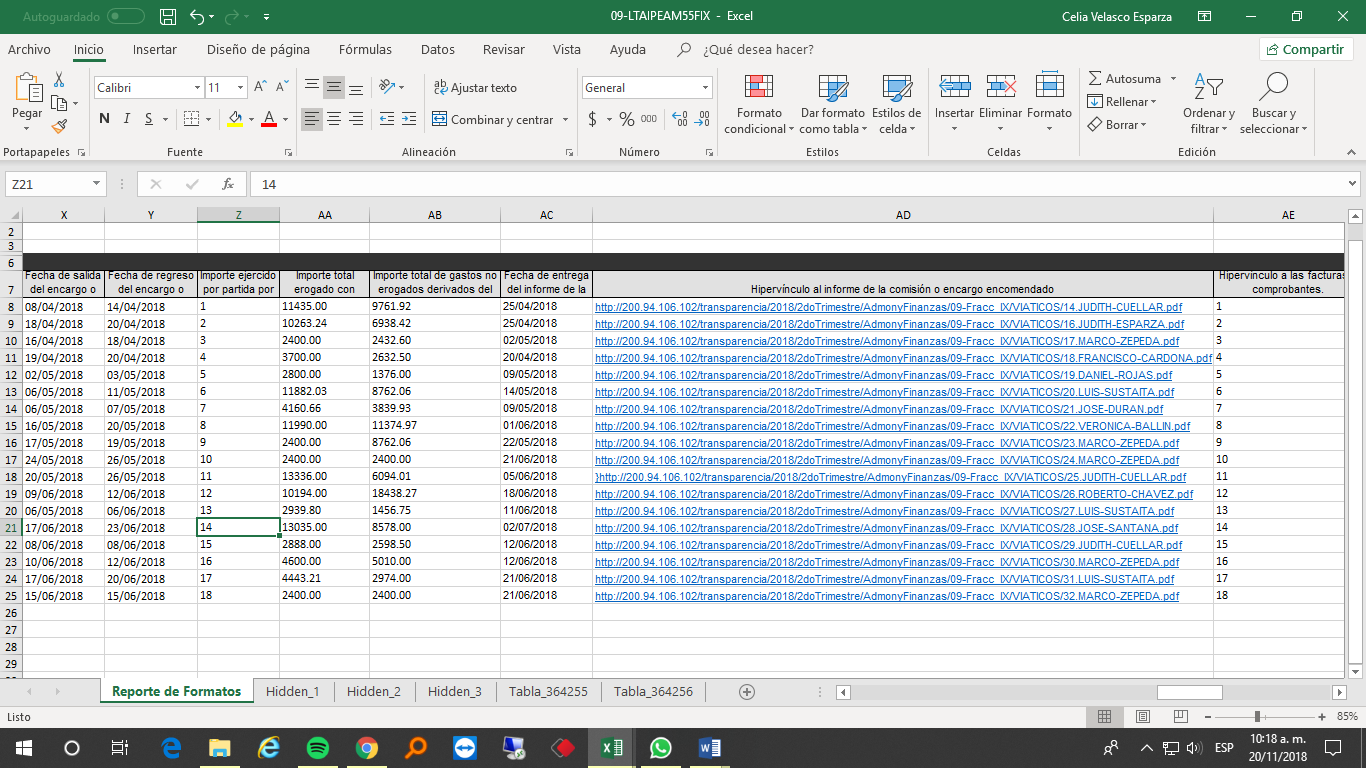 Autoguardado
09-LTAIPEAM55FIX - Excel
Celia Velasco Esparza
Archivo Inicio Insertar Diseño de página Fórmulas Datos Revisar Vista Ayuda ¿Qué desea hacer? Compartir
Pegar
Calibri 11
N K S
Ajustar texto
Combinar y centrar
General
$ % 000
Formato condicional
Dar formato como tabla
Estilos de celda
Insertar Eliminar Formato
Autosuma
Rellenar
Borrar
Ordenar y filtrar
Buscar y seleccionar
Portapapeles Fuente Alineación Número Estilos Celdas Edición
Z21 fx 14
X Y Z AA AB AC AD AE
2
3
6
7 Fecha de salida del encargo o Fecha de regreso del encargo o Importe ejercido por partida por Importe total erogado con Importe total de gastos no erogados derivados del Fecha de entrega del informe de la Hipervínculo al informe de la comisión o encargo encomendado Hipervínculo a las facturas comprobantes.
8 08/04/2018 14/04/2018 1 11435.00 9761.92 25/04/2018 http://200.94.106.102/transparencia/2018/2doTrimestre/AdmonyFinanzas/09-Fracc_IX/VIATICOS/14.JUDITH-CUELLAR.pdf 1
9 18/04/2018 20/04/2018 2 10263.24 6938.42 25/04/2018 http://200.94.106.102/transparencia/2018/2doTrimestre/AdmonyFinanzas/09-Fracc_IX/VIATICOS/16.JUDITH-ESPARZA.pdf 2
10 16/04/2018 18/04/2018 3 2400.00 2432.60 02/05/2018 http://200.94.106.102/transparencia/2018/2doTrimestre/AdmonyFinanzas/09-Fracc_IX/VIATICOS/17.MARCO-ZEPEDA.pdf 3
11 19/04/2018 20/04/2018 4 3700.00 2632.50 20/04/2018 http://200.94.106.102/transparencia/2018/2doTrimestre/AdmonyFinanzas/09-Fracc_IX/VIATICOS/18.FRANCISCO-CARDONA.pdf 4
12 02/05/2018 03/05/2018 5 2800.00 1376.00 09/05/2018 http://200.94.106.102/transparencia/2018/2doTrimestre/AdmonyFinanzas/09-Fracc_IX/VIATICOS/19.DANIEL-ROJAS.pdf 5
13 06/05/2018 11/05/2018 6 11882.03 8762.06 14/05/2018 http://200.94.106.102/transparencia/2018/2doTrimestre/AdmonyFinanzas/09-Fracc_IX/VIATICOS/20.LUIS-SUSTAITA.pdf 6
14 06/05/2018 07/05/2018 7 4160.66 3839.93 09/05/2018 http://200.94.106.102/transparencia/2018/2doTrimestre/AdmonyFinanzas/09-Fracc_IX/VIATICOS/21.JOSE-DURAN.pdf 7
15 16/05/2018 20/05/2018 8 11990.00 11374.97 01/06/2018 http://200.94.106.102/transparencia/2018/2doTrimestre/AdmonyFinanzas/09-Fracc_IX/VIATICOS/22.VERONICA-BALLIN.pdf 8
16 17/05/2018 19/05/2018 9 2400.00 8762.06 22/05/2018 http://200.94.106.102/transparencia/2018/2doTrimestre/AdmonyFinanzas/09-Fracc_IX/VIATICOS/23.MARCO-ZEPEDA.pdf 9
17 24/05/2018 26/05/2018 10 2400.00 2400.00 21/06/2018 http://200.94.106.102/transparencia/2018/2doTrimestre/AdmonyFinanzas/09-Fracc_IX/VIATICOS/24.MARCO-ZEPEDA.pdf 10
18 20/05/2018 26/05/2018 11 13336.00 6094.01 05/06/2018 }http://200.94.106.102/transparencia/2018/2doTrimestre/AdmonyFinanzas/09-Fracc_IX/VIATICOS/25.JUDITH-CUELLAR.pdf 11
19 09/06/2018 12/06/2018 12 10194.00 18438.27 18/06/2018 http://200.94.106.102/transparencia/2018/2doTrimestre/AdmonyFinanzas/09-Fracc_IX/VIATICOS/26.ROBERTO-CHAVEZ.pdf 12
20 06/05/2018 06/06/2018 13 2939.80 1456.75 11/06/2018 http://200.94.106.102/transparencia/2018/2doTrimestre/AdmonyFinanzas/09-Fracc_IX/VIATICOS/27.LUIS-SUSTAITA.pdf 13
21 17/06/2018 23/06/2018 14 13035.00 8578.00 02/07/2018 http://200.94.106.102/transparencia/2018/2doTrimestre/AdmonyFinanzas/09-Fracc_IX/VIATICOS/28.JOSE-SANTANA.pdf 14
22 08/06/2018 08/06/2018 15 2888.00 2598.50 12/06/2018 http://200.94.106.102/transparencia/2018/2doTrimestre/AdmonyFinanzas/09-Fracc_IX/VIATICOS/29.JUDITH-CUELLAR.pdf 15
23 10/06/2018 12/06/2018 16 4600.00 5010.00 12/06/2018 http://200.94.106.102/transparencia/2018/2doTrimestre/AdmonyFinanzas/09-Fracc_IX/VIATICOS/30.MARCO-ZEPEDA.pdf 16
24 17/06/2018 20/06/2018 17 4443.21 2974.00 21/06/2018 http://200.94.106.102/transparencia/2018/2doTrimestre/AdmonyFinanzas/09-Fracc_IX/VIATICOS/31.LUIS-SUSTAITA.pdf 17
25 15/06/2018 15/06/2018 18 2400.00 2400.00 21/06/2018 http://200.94.106.102/transparencia/2018/2doTrimestre/AdmonyFinanzas/09-Fracc_IX/VIATICOS/32.MARCO-ZEPEDA.pdf 18
26
27
28
29
Reporte de Formatos Hidden_1 Hidden_2 Hidden_3 Tabla_364255 Tabla_364256
Listo 85%
ESP
10:18 a. m.
20/11/2018